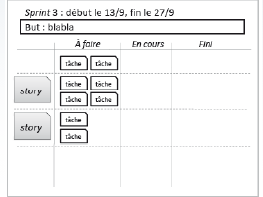 Sprint 3 : début le 13/9, fin le 27/9
But : blabla
À faire En cours Fini
tâche tâche
story tâche tâche
tâche tâche
story tâche
tâche